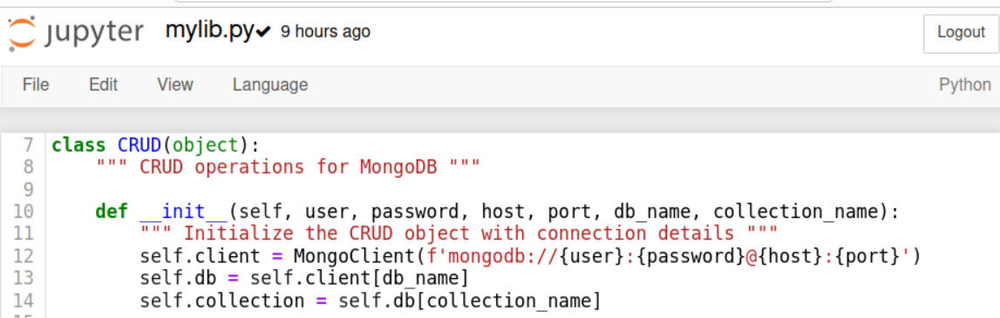 jupyter mylib.py✔ 9 hours ago Logout
File Edit View Language Python
7 class CRUD(object):
8     """ CRUD operations for MongoDB """
9
10     def __init__(self, user, password, host, port, db_name, collection_name):
11         """ Initialize the CRUD object with connection details """
12         self.client = MongoClient(f'mongodb://{user}:{password}@{host}:{port}')
13         self.db = self.client[db_name]
14         self.collection = self.db[collection_name]